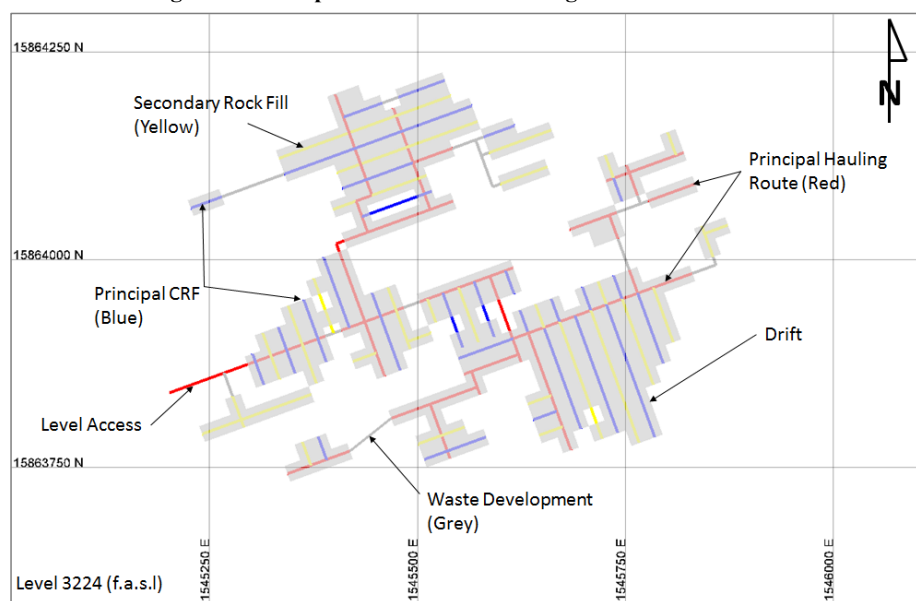 15864250 N
N
Secondary Rock Fill
(Yellow)
Principal Hauling
Route (Red)
15864000 N
Principal CRF
(Blue)
Drift
Level Access
15863750 N
Waste Development
(Grey)
1545250 E
1545500 E
1545750 E
1546000 E
Level 3224 (f.a.s.l)